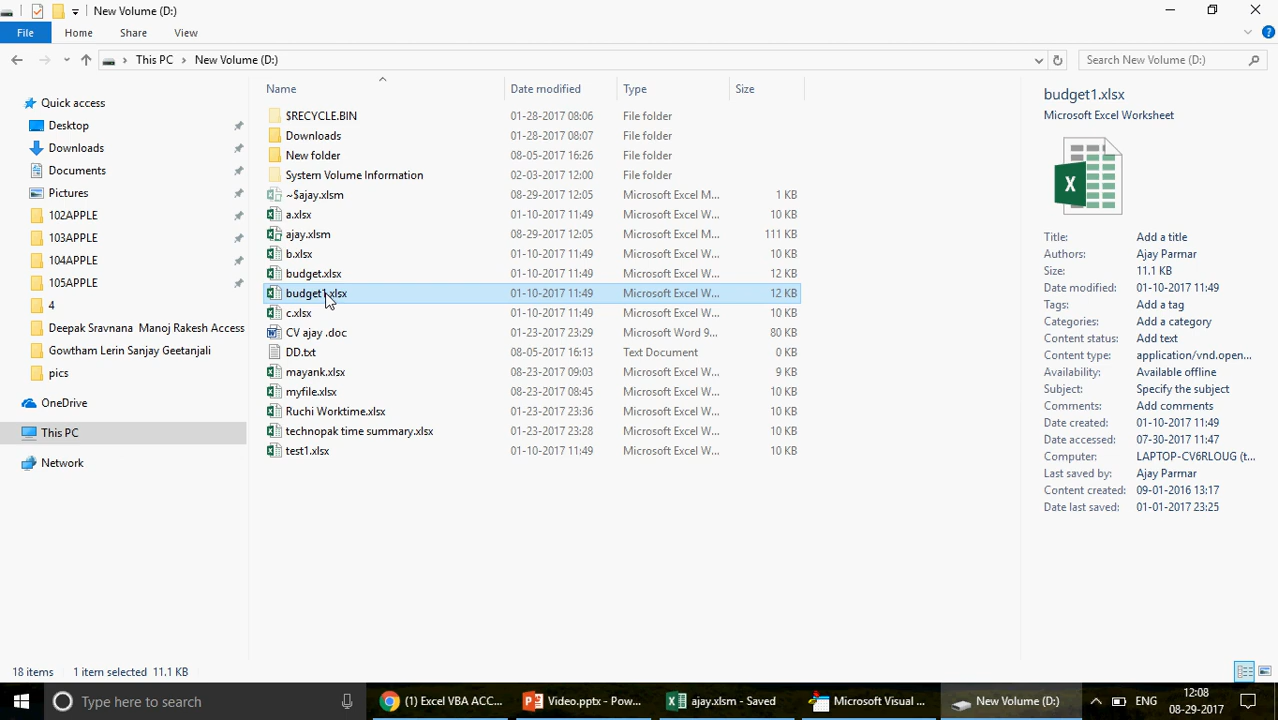 New Volume (D:)
File Home Share View
This PC New Volume (D:) Search New Volume (D:)
Name Date modified Type Size
Quick access
Desktop
Downloads
Documents
Pictures
102APPLE
103APPLE
104APPLE
105APPLE
4
Deepak Sravnana Manoj Rakesh Access
Gowtham Lerin Sanjay Geetanjali
pics
OneDrive
This PC
Network
$RECYCLE.BIN 01-28-2017 08:06 File folder
Downloads 01-28-2017 08:07 File folder
New folder 08-05-2017 16:26 File folder
System Volume Information 02-03-2017 12:00 File folder
~$ajay.xlsm 08-29-2017 12:05 Microsoft Excel M... 1 KB
a.xlsx 01-10-2017 11:49 Microsoft Excel W... 10 KB
ajay.xlsm 08-29-2017 12:05 Microsoft Excel M... 111 KB
b.xlsx 01-10-2017 11:49 Microsoft Excel W... 10 KB
budget.xlsx 01-10-2017 11:49 Microsoft Excel W... 12 KB
budget1.xlsx 01-10-2017 11:49 Microsoft Excel W... 12 KB
c.xlsx 01-10-2017 11:49 Microsoft Excel W... 10 KB
CV ajay .doc 01-23-2017 23:29 Microsoft Word 9... 80 KB
DD.txt 08-05-2017 16:13 Text Document 0 KB
mayank.xlsx 08-23-2017 09:03 Microsoft Excel W... 9 KB
myfile.xlsx 08-23-2017 08:45 Microsoft Excel W... 10 KB
Ruchi Worktime.xlsx 01-23-2017 23:36 Microsoft Excel W... 10 KB
technopak time summary.xlsx 01-23-2017 23:28 Microsoft Excel W... 10 KB
test1.xlsx 01-10-2017 11:49 Microsoft Excel W... 10 KB
budget1.xlsx
Microsoft Excel Worksheet
X
Title: Add a title
Authors: Ajay Parmar
Size: 11.1 KB
Date modified: 01-10-2017 11:49
Tags: Add a tag
Categories: Add a category
Content status: Add text
Content type: application/vnd.open...
Availability: Available offline
Subject: Specify the subject
Comments: Add comments
Date created: 01-10-2017 11:49
Date accessed: 07-30-2017 11:47
Computer: LAPTOP-CV6RLOUG (t...
Last saved by: Ajay Parmar
Content created: 09-01-2016 13:17
Date last saved: 01-01-2017 23:25
18 items 1 item selected 11.1 KB
Type here to search (1) Excel VBA ACC... Video.pptx - Pow... ajay.xlsm - Saved Microsoft Visual ... New Volume (D:) ENG 12:08
08-29-2017